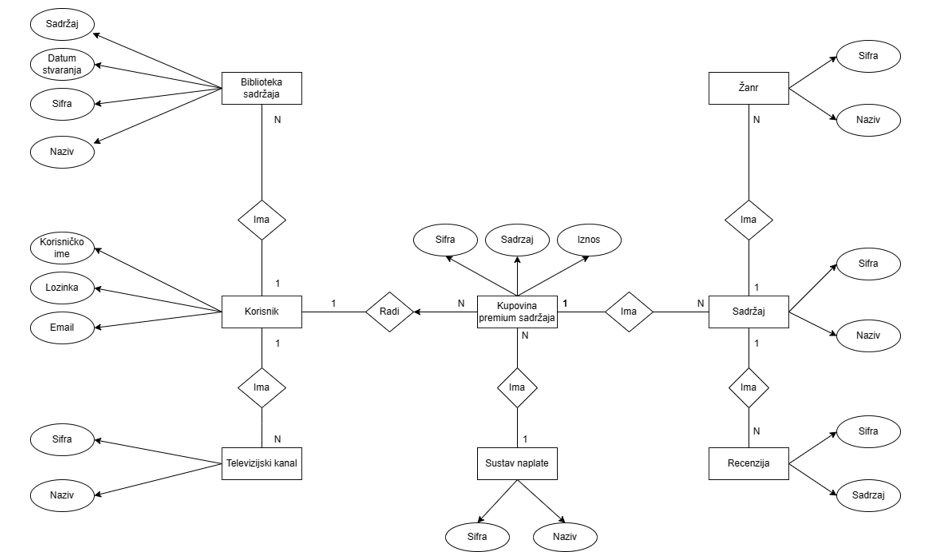 Sadržaj
Datum
stvaranja
Sifra
Naziv
Biblioteka
sadržaja
N
Ima
1
Žanr
Sifra
Naziv
N
Ima
1
Korisničko
ime
Lozinka
Email
Korisnik
1
Radi
N
Sifra
Sadrzaj
Iznos
Kupovina
premium sadržaja
1
Ima
N
Sadržaj
Sifra
Naziv
1
Ima
N
Televizijski kanal
Sifra
Naziv
N
Ima
1
Sustav naplate
Sifra
Naziv
1
Ima
N
Recenzija
Sifra
Sadrzaj